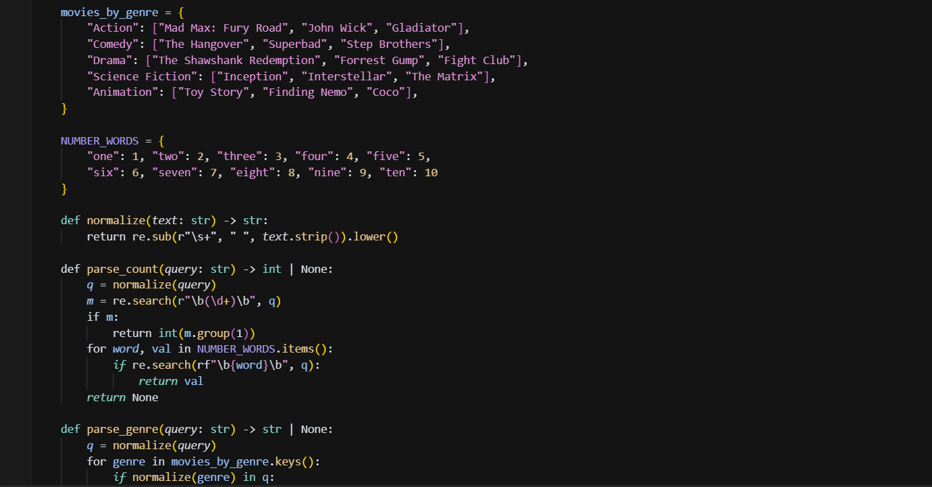 movies_by_genre = {
    "Action": ["Mad Max: Fury Road", "John Wick", "Gladiator"],
    "Comedy": ["The Hangover", "Superbad", "Step Brothers"],
    "Drama": ["The Shawshank Redemption", "Forrest Gump", "Fight Club"],
    "Science Fiction": ["Inception", "Interstellar", "The Matrix"],
    "Animation": ["Toy Story", "Finding Nemo", "Coco"],
}

NUMBER_WORDS = {
    "one": 1, "two": 2, "three": 3, "four": 4, "five": 5,
    "six": 6, "seven": 7, "eight": 8, "nine": 9, "ten": 10
}

def normalize(text: str) -> str:
    return re.sub(r"\s+", " ", text.strip()).lower()

def parse_count(query: str) -> int | None:
    q = normalize(query)
    m = re.search(r"\b(\d+)\b", q)
    if m:
        return int(m.group(1))
    for word, val in NUMBER_WORDS.items():
        if re.search(rf"\b{word}\b", q):
            return val
    return None

def parse_genre(query: str) -> str | None:
    q = normalize(query)
    for genre in movies_by_genre.keys():
        if normalize(genre) in q: